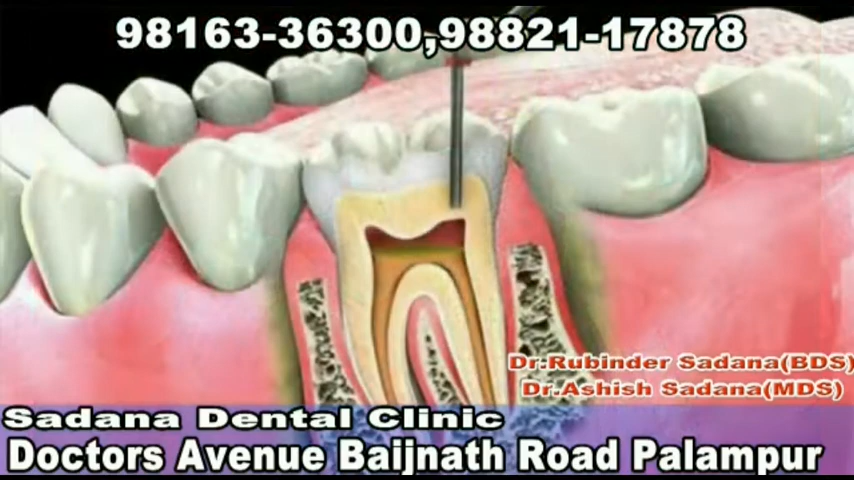 98163-36300,98821-17878
Dr.Rubinder Sadana(BDS)
Dr.Ashish Sadana(MDS)
Sadana Dental Clinic
Doctors Avenue Baijnath Road Palampur